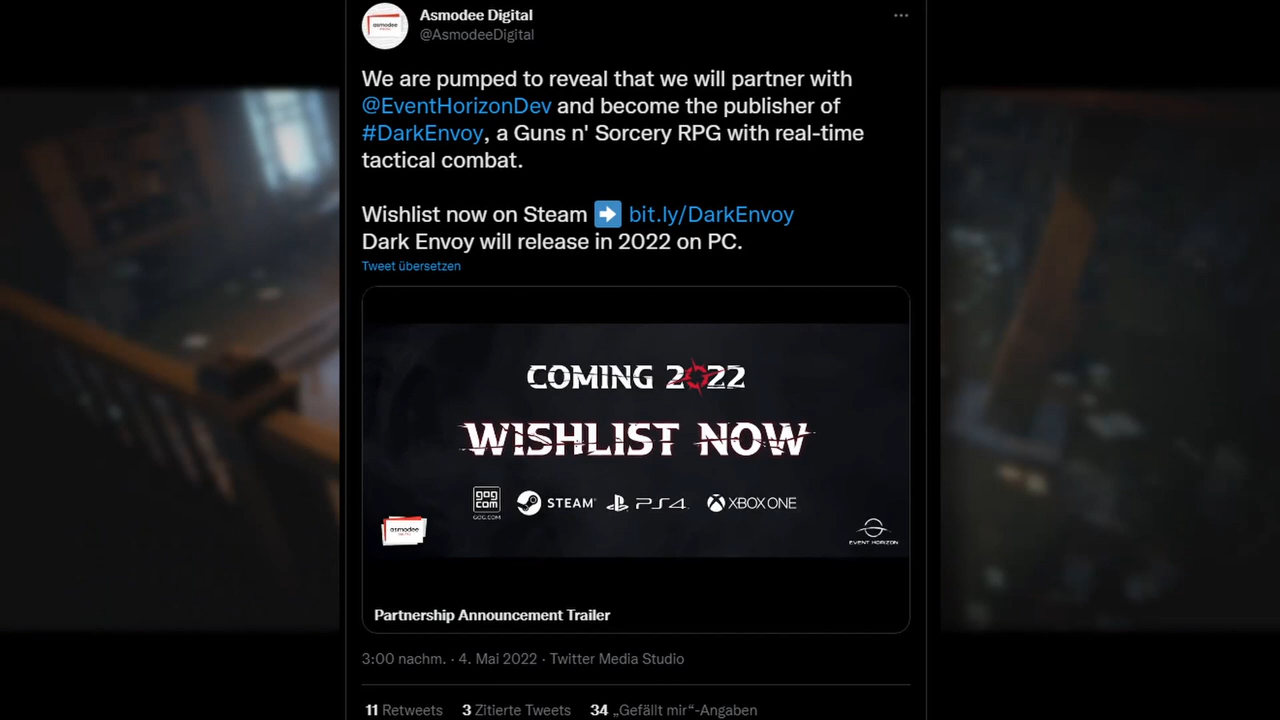 Asmodee Digital
@AsmodeeDigital
We are pumped to reveal that we will partner with
@EventHorizonDev and become the publisher of
#DarkEnvoy, a Guns n' Sorcery RPG with real-time
tactical combat.
Wishlist now on Steam ➡️ bit.ly/DarkEnvoy
Dark Envoy will release in 2022 on PC.
Tweet übersetzen
COMING 2022
WISHLIST NOW
gog com GOG.COM STEAM PS4 XBOX ONE
asmodee
EVENT HORIZON
Partnership Announcement Trailer
3:00 nachm. · 4. Mai 2022 · Twitter Media Studio
11 Retweets 3 Zitierte Tweets 34 „Gefällt mir“-Angaben